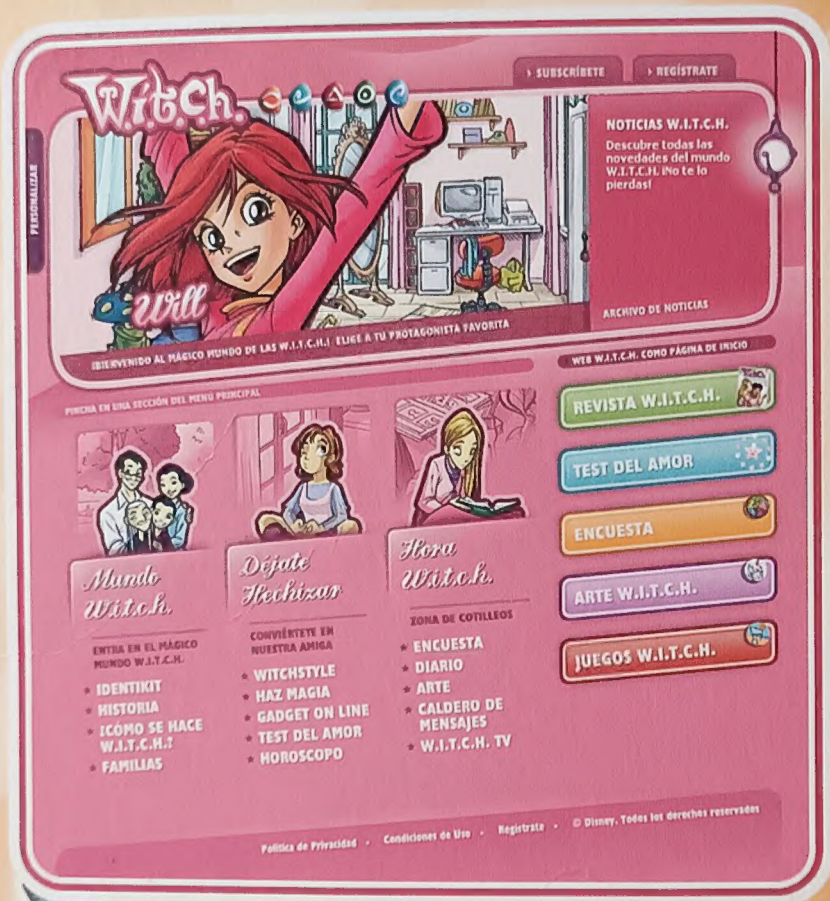 › SUBSCRÍBETE
› REGÍSTRATE
W.i.t.c.h.
PERSONALIZAR
NOTICIAS W.I.T.C.H.
Descubre todas las
novedades del mundo
W.I.T.C.H. ¡No te lo
pierdas!
ARCHIVO DE NOTICIAS
Will
¡BIENVENIDO AL MÁGICO MUNDO DE LAS W.I.T.C.H.! ELIGE A TU PROTAGONISTA FAVORITA
WEB W.I.T.C.H. COMO PÁGINA DE INICIO
PINCHA EN UNA SECCIÓN DEL MENU PRINCIPAL
Mundo
W.i.t.c.h.
ENTRA EN EL MÁGICO
MUNDO W.I.T.C.H.
* IDENTIKIT
* HISTORIA
* ¿CÓMO SE HACE
W.I.T.C.H.?
* FAMILIAS
Déjate
Hechizar
CONVIÉRTETE EN
NUESTRA AMIGA
* WITCHSTYLE
* HAZ MAGIA
* GADGET ON LINE
* TEST DEL AMOR
* HOROSCOPO
Hora
W.i.t.c.h.
ZONA DE COTILLEOS
* ENCUESTA
* DIARIO
* ARTE
* CALDERO DE
MENSAJES
* W.I.T.C.H. TV
REVISTA W.I.T.C.H.
TEST DEL AMOR
ENCUESTA
ARTE W.I.T.C.H.
JUEGOS W.I.T.C.H.
Política de Privacidad • Condiciones de Uso • Regístrate • © Disney, Todos los derechos reservados